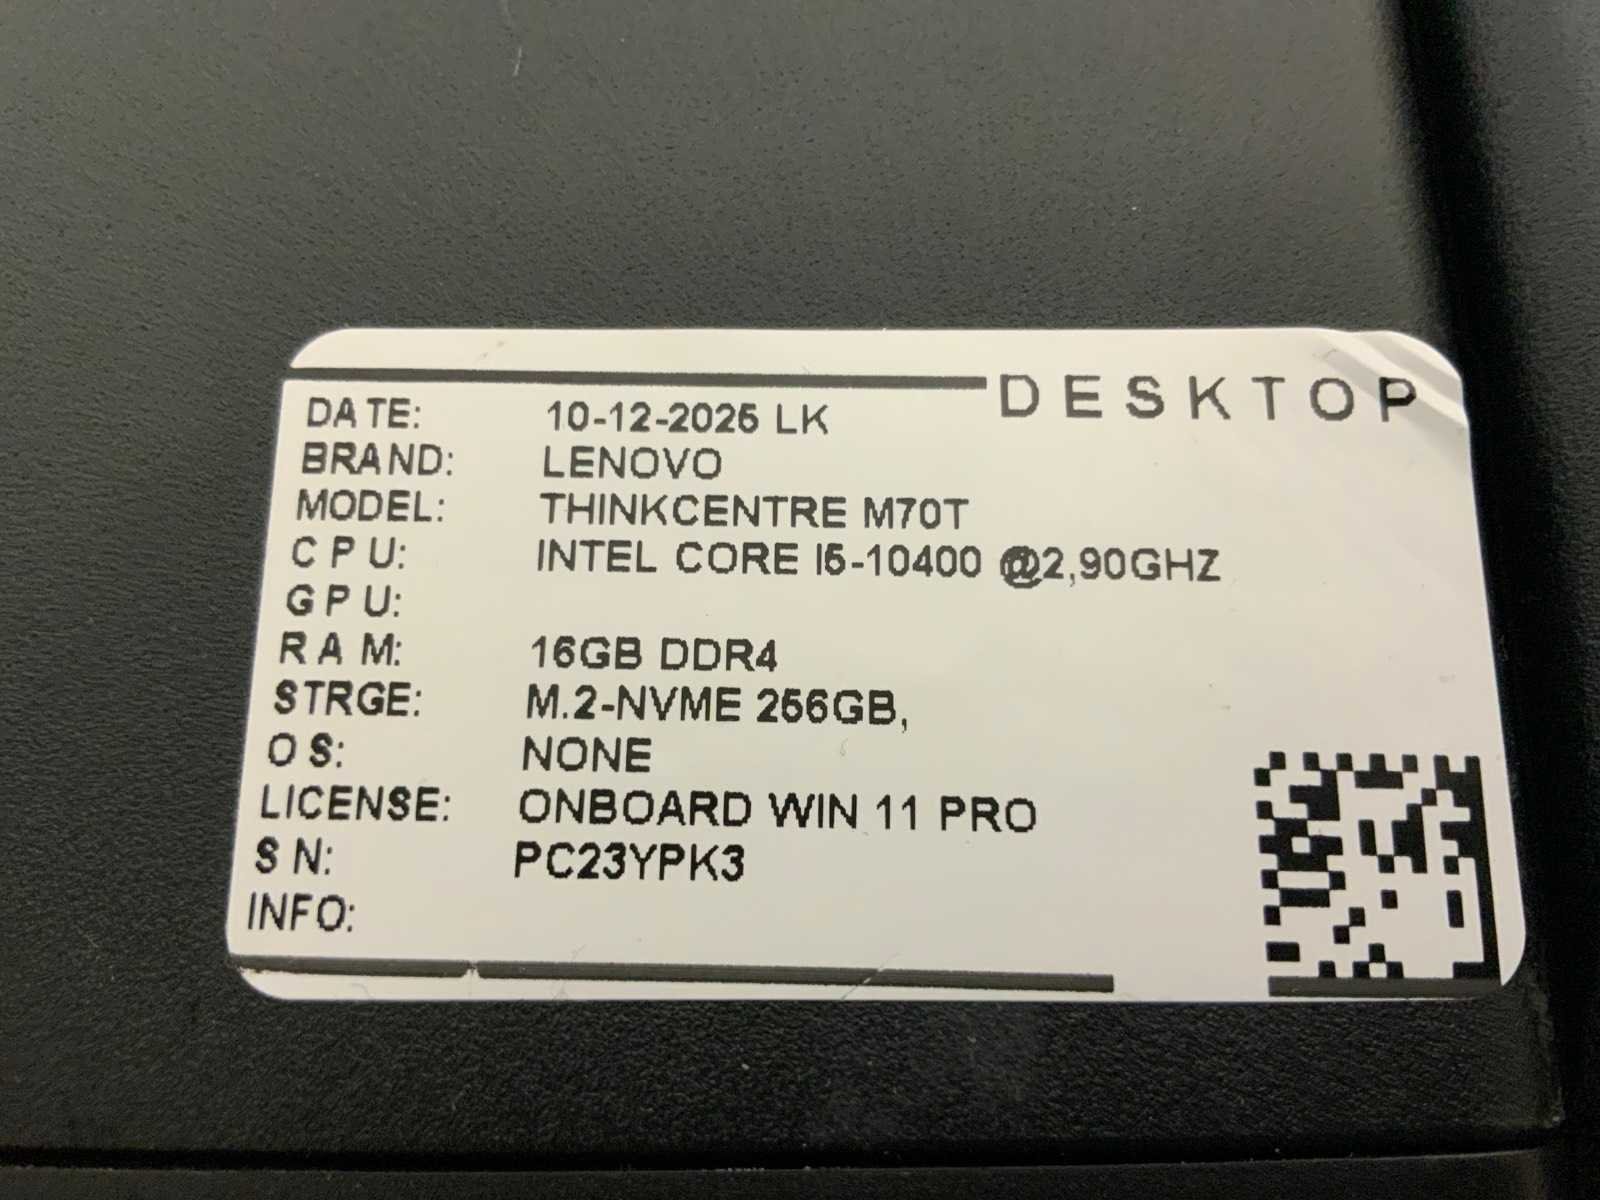 DESKTOP
DATE: 10-12-2025 LK
BRAND: LENOVO
MODEL: THINKCENTRE M70T
CPU: INTEL CORE I5-10400 @2,90GHZ
GPU:
RAM: 16GB DDR4
STRGE: M.2-NVME 256GB,
OS: NONE
LICENSE: ONBOARD WIN 11 PRO
SN: PC23YPK3
INFO: